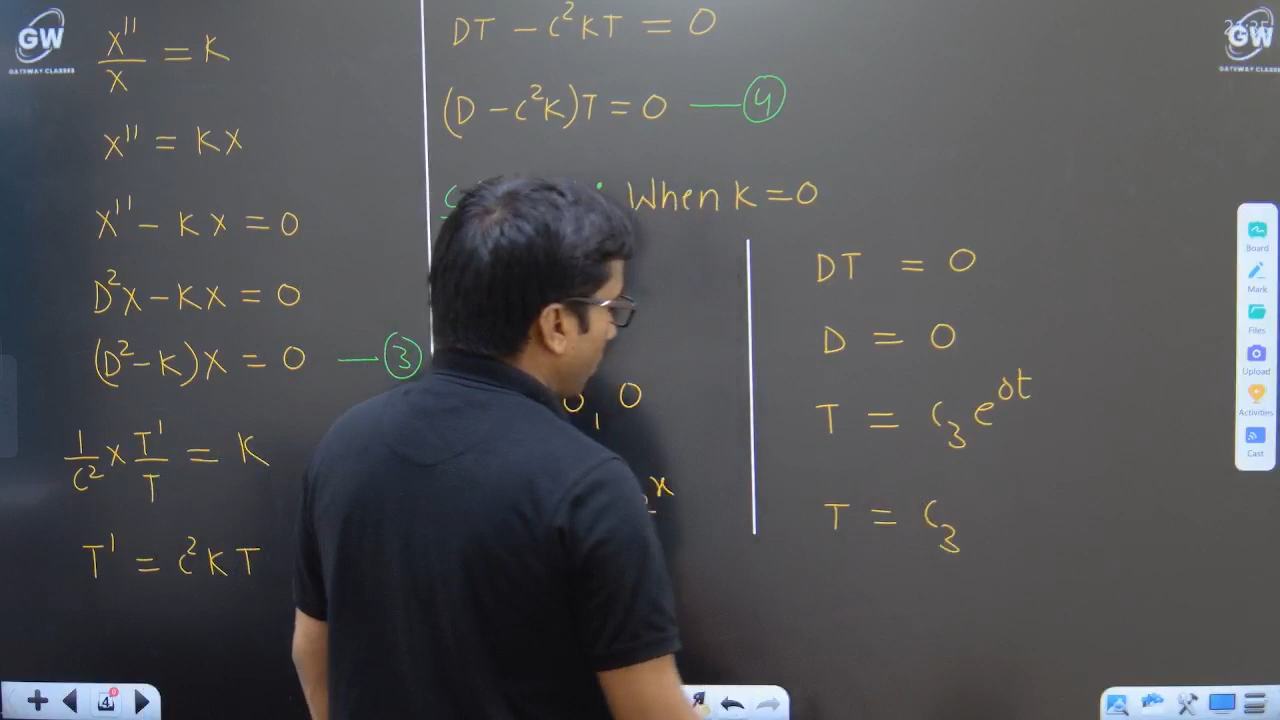 GW
GATEWAY CLASSES
X''/X = K
X'' = KX
X'' - KX = 0
D²X - KX = 0
(D² - K)X = 0 — 3
1/C² × T'/T = K
T' = C²KT
DT - C²KT = 0
(D - C²K)T = 0 — 4
When K = 0
0, 0
x
DT = 0
D = 0
T = C₃e^0t
T = C₃
GW
GATEWAY CLASSES
Board
Mark
Files
Upload
Activities
Cast
4